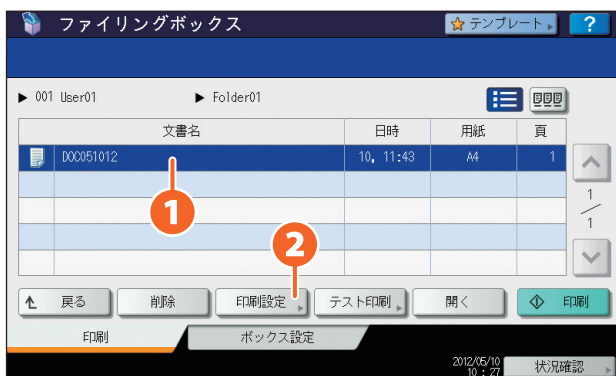 ファイリングボックス
テンプレート
?
001 User01 Folder01
文書名 日時 用紙 頁
DOC051012 10, 11:43 A4 1
1
1
1
2
戻る 削除 印刷設定 テスト印刷 開く 印刷
印刷 ボックス設定
2012/05/10
10 : 27
状況確認